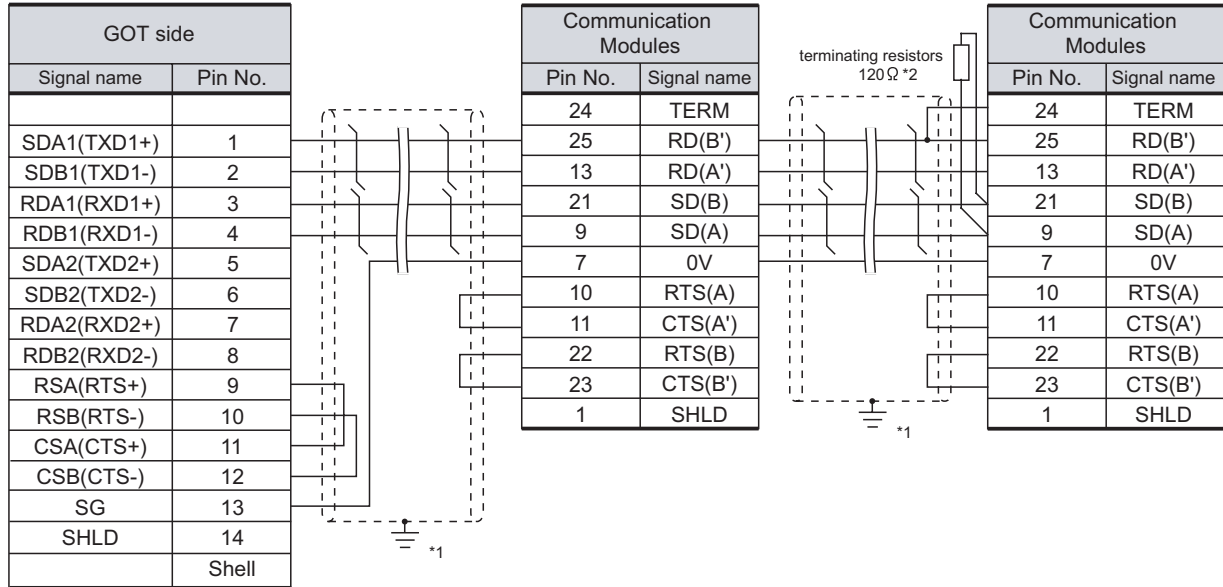 GOT side
Signal name Pin No.
SDA1(TXD1+) 1
SDB1(TXD1-) 2
RDA1(RXD1+) 3
RDB1(RXD1-) 4
SDA2(TXD2+) 5
SDB2(TXD2-) 6
RDA2(RXD2+) 7
RDB2(RXD2-) 8
RSA(RTS+) 9
RSB(RTS-) 10
CSA(CTS+) 11
CSB(CTS-) 12
SG 13
SHLD 14
Shell
*1
Communication
Modules
Pin No. Signal name
24 TERM
25 RD(B')
13 RD(A')
21 SD(B)
9 SD(A)
7 0V
10 RTS(A)
11 CTS(A')
22 RTS(B)
23 CTS(B')
1 SHLD
terminating resistors
120Ω *2
*1
Communication
Modules
Pin No. Signal name
24 TERM
25 RD(B')
13 RD(A')
21 SD(B)
9 SD(A)
7 0V
10 RTS(A)
11 CTS(A')
22 RTS(B)
23 CTS(B')
1 SHLD